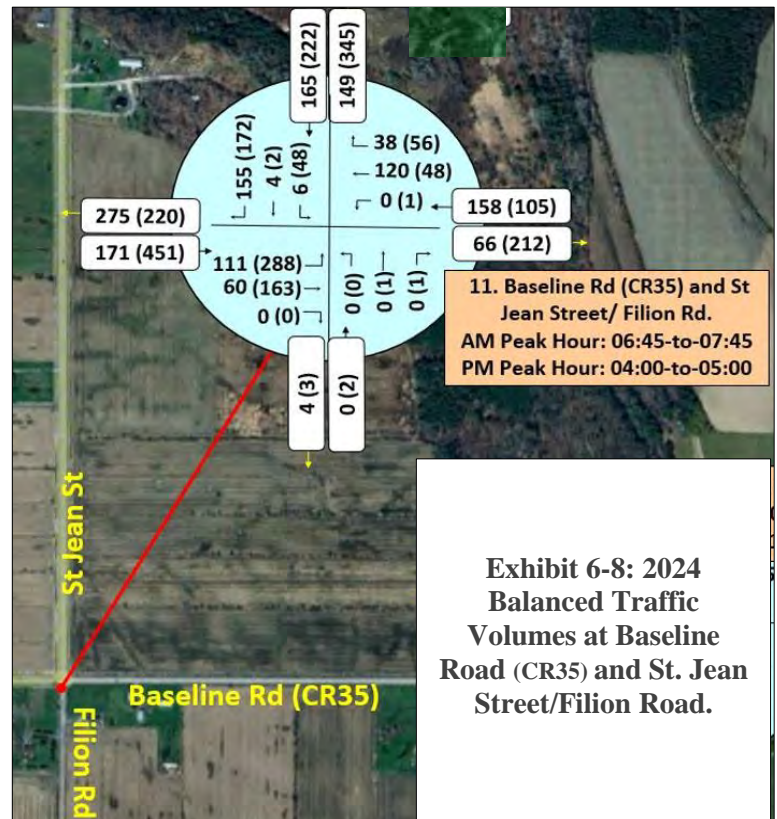 165 (222)
149 (345)
155 (172)
4 (2)
6 (48)
38 (56)
120 (48)
0 (1)
275 (220)
171 (451)
158 (105)
66 (212)
111 (288)
60 (163)
0 (0)
0 (0)
0 (1)
0 (1)
4 (3)
0 (2)
11. Baseline Rd (CR35) and St
Jean Street/ Filion Rd.
AM Peak Hour: 06:45-to-07:45
PM Peak Hour: 04:00-to-05:00
St Jean St
Baseline Rd (CR35)
Filion Rd
Exhibit 6-8: 2024
Balanced Traffic
Volumes at Baseline
Road (CR35) and St. Jean
Street/Filion Road.